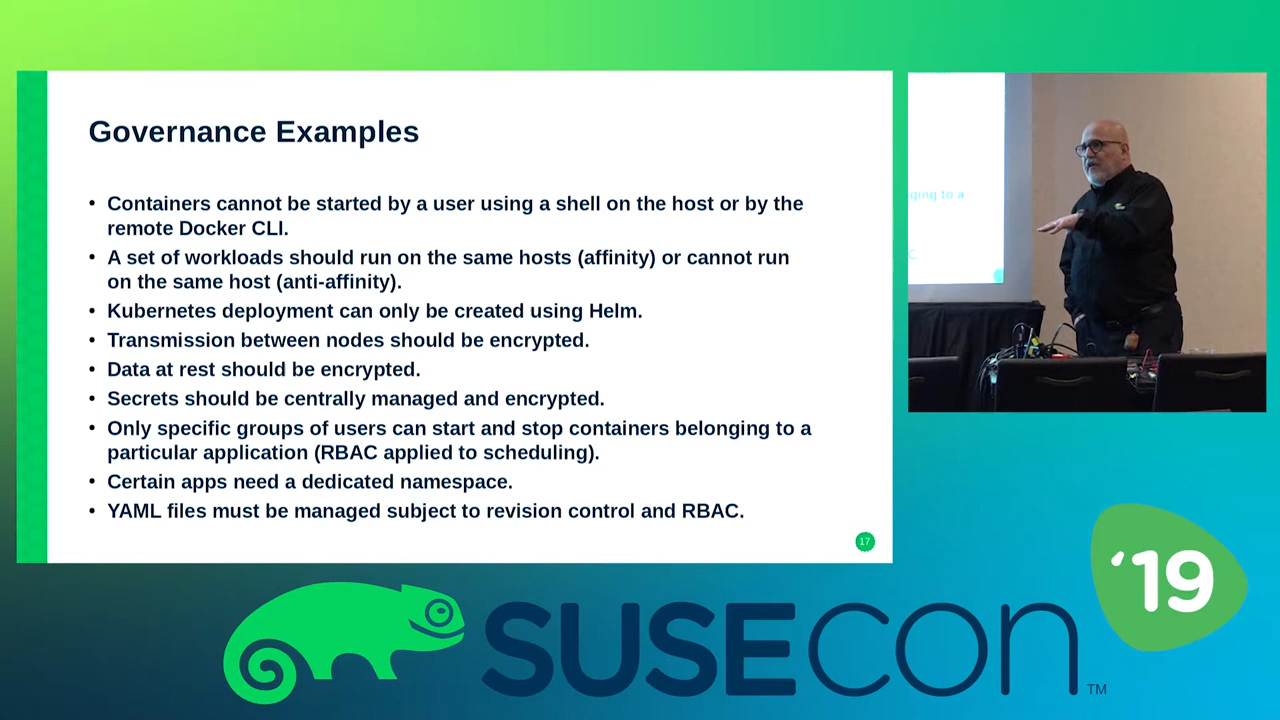 Governance Examples
• Containers cannot be started by a user using a shell on the host or by the
remote Docker CLI.
• A set of workloads should run on the same hosts (affinity) or cannot run
on the same host (anti-affinity).
• Kubernetes deployment can only be created using Helm.
• Transmission between nodes should be encrypted.
• Data at rest should be encrypted.
• Secrets should be centrally managed and encrypted.
• Only specific groups of users can start and stop containers belonging to a
particular application (RBAC applied to scheduling).
• Certain apps need a dedicated namespace.
• YAML files must be managed subject to revision control and RBAC.
17
ging to a
C
‘19
SUSECON™